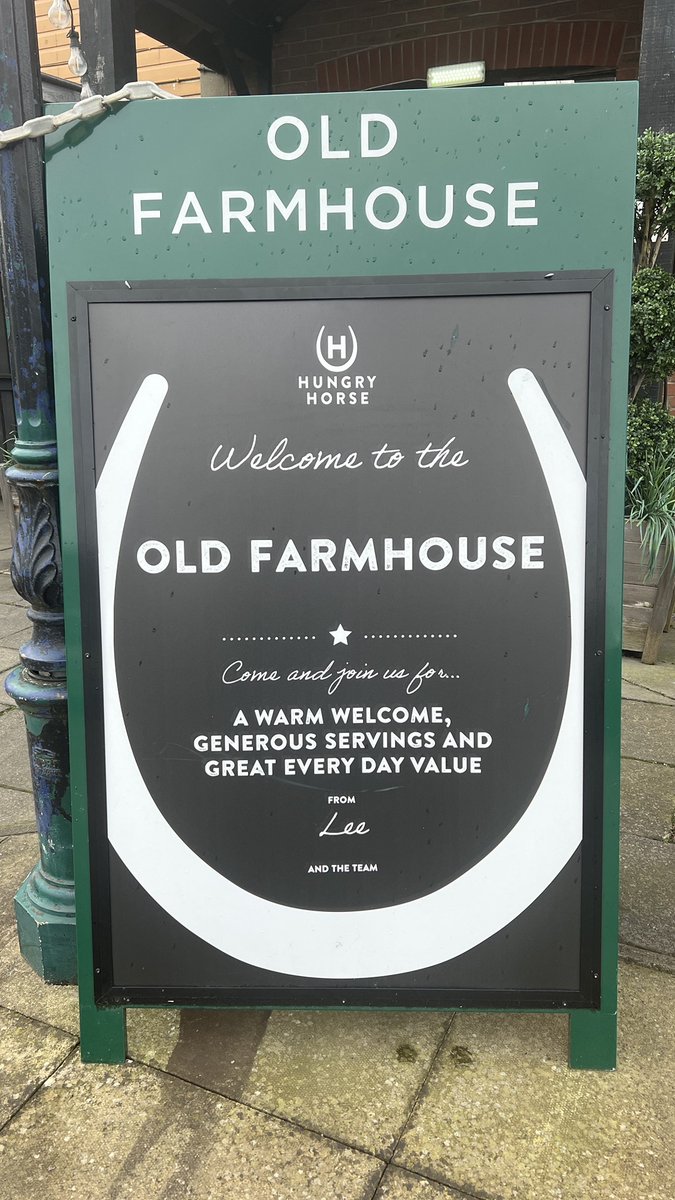 OLD
FARMHOUSE
H
HUNGRY
HORSE
Welcome to the
OLD FARMHOUSE
Come and join us for...
A WARM WELCOME,
GENEROUS SERVINGS AND
GREAT EVERY DAY VALUE
FROM
Lee
AND THE TEAM